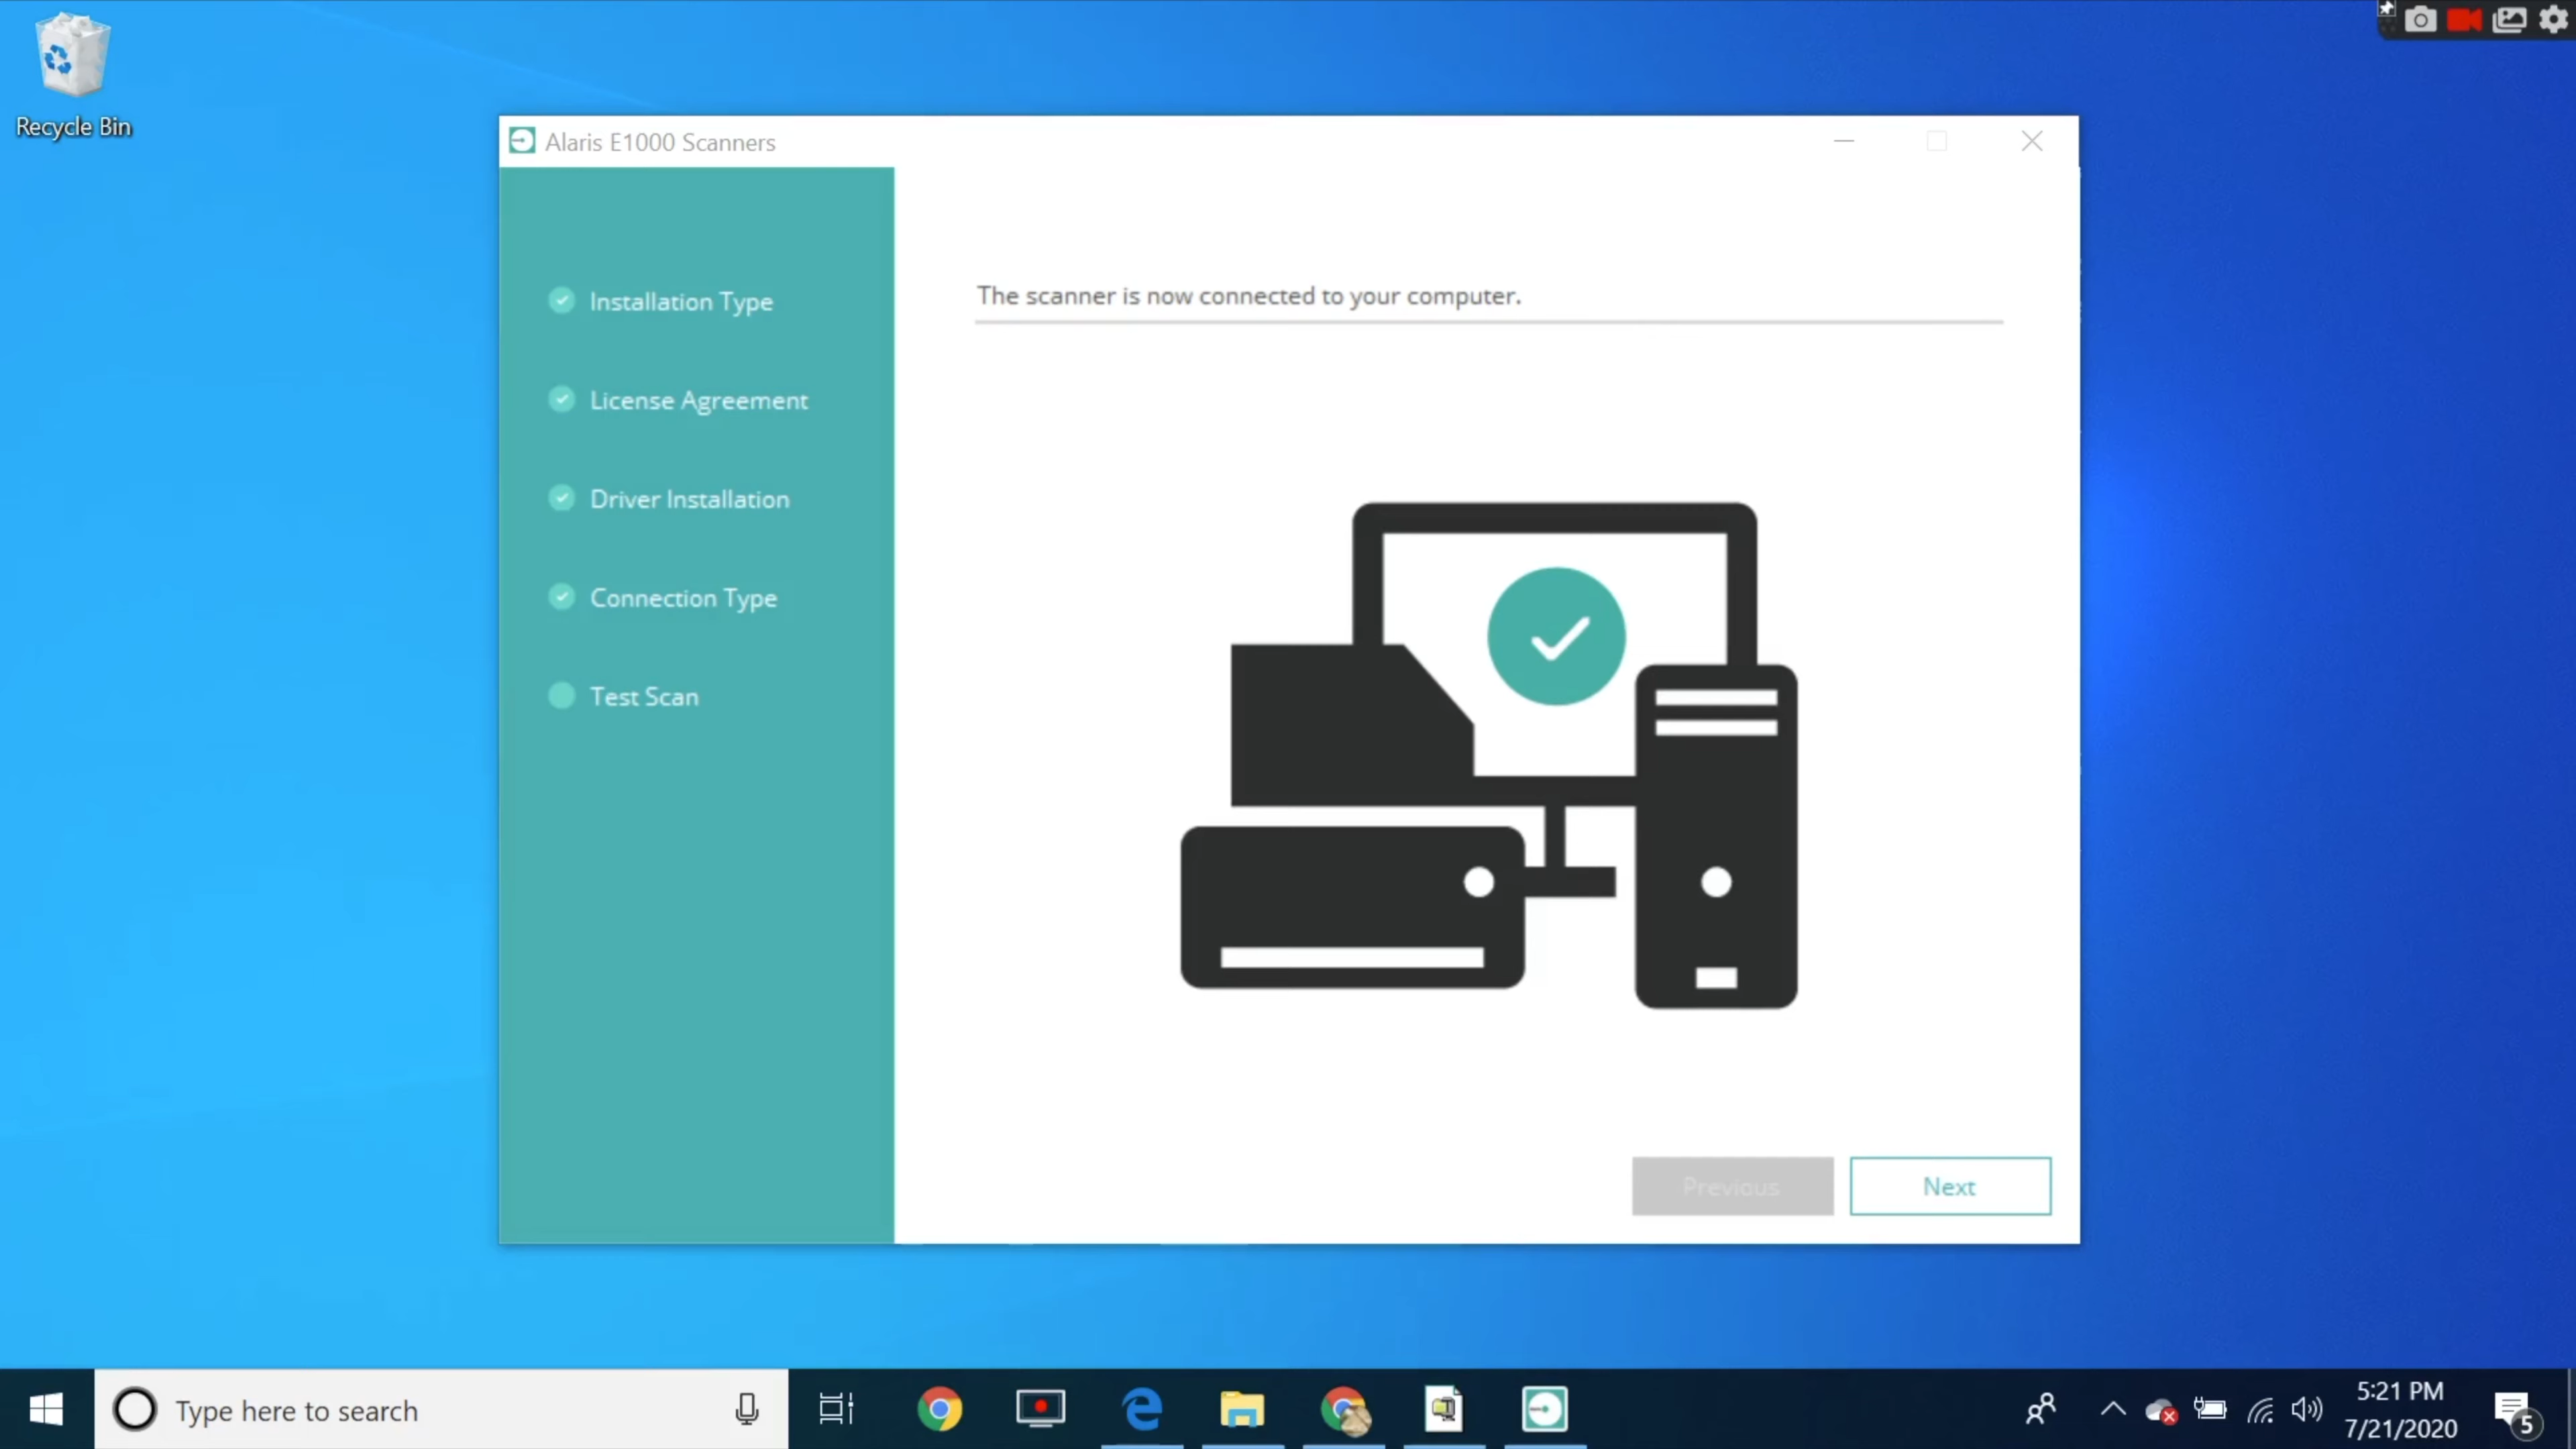 Recycle Bin
Alaris E1000 Scanners
Installation Type
License Agreement
Driver Installation
Connection Type
Test Scan
The scanner is now connected to your computer.
Previous
Next
Type here to search
5:21 PM
7/21/2020
5